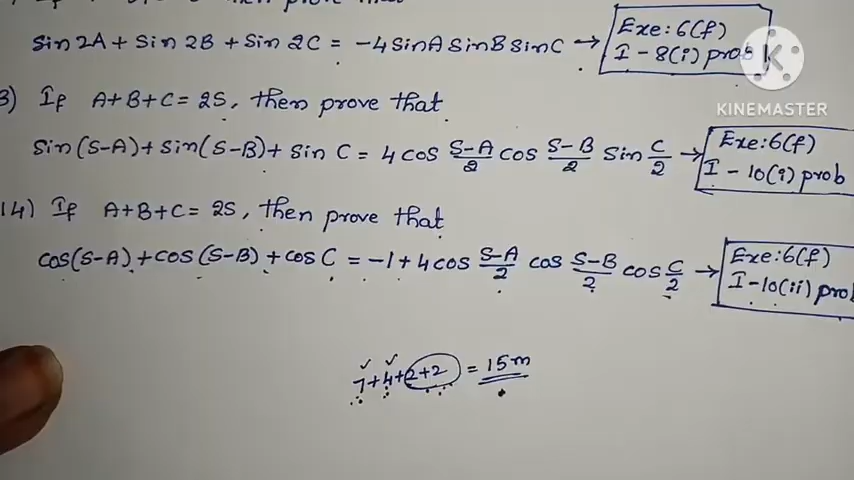 then prove that
Sin 2A + Sin 2B + Sin 2C = -4 SinA SinB SinC → Exe: 6(f)
I - 8(i) prob
3) If A+B+C = 2S, then prove that
Sin(S-A) + Sin(S-B) + Sin C = 4 cos (S-A)/2 cos (S-B)/2 Sin C/2 → Exe: 6(f)
I - 10(i) prob
14) If A+B+C = 2S, then prove that
cos(S-A) + cos(S-B) + cos C = -1 + 4 cos (S-A)/2 cos (S-B)/2 cos C/2 → Exe: 6(f)
I - 10(ii) prob
7+4+2+2 = 15m
K
KINEMASTER